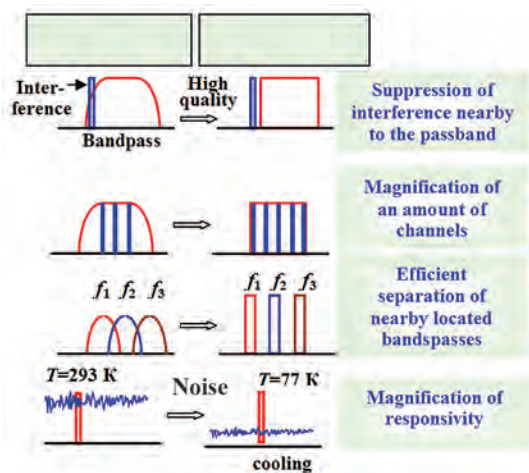 Inter-
ference
Bandpass
High
quality
Suppression of
interference nearby
to the passband
Magnification of
an amount of
channels
f1 f2 f3
f1 f2 f3
Efficient
separation of
nearby located
bandspasses
T=293 K
Noise
T=77 K
cooling
Magnification of
responsivity